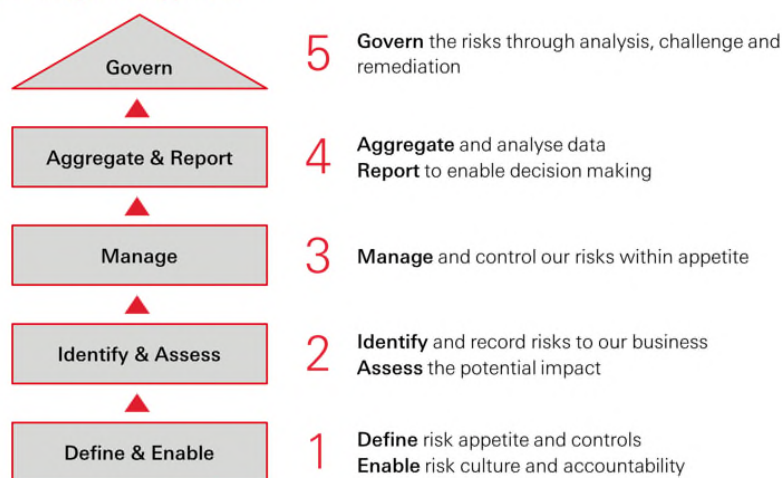 Govern
5
Govern the risks through analysis, challenge and
remediation
Aggregate & Report
4
Aggregate and analyse data
Report to enable decision making
Manage
3
Manage and control our risks within appetite
Identify & Assess
2
Identify and record risks to our business
Assess the potential impact
Define & Enable
1
Define risk appetite and controls
Enable risk culture and accountability